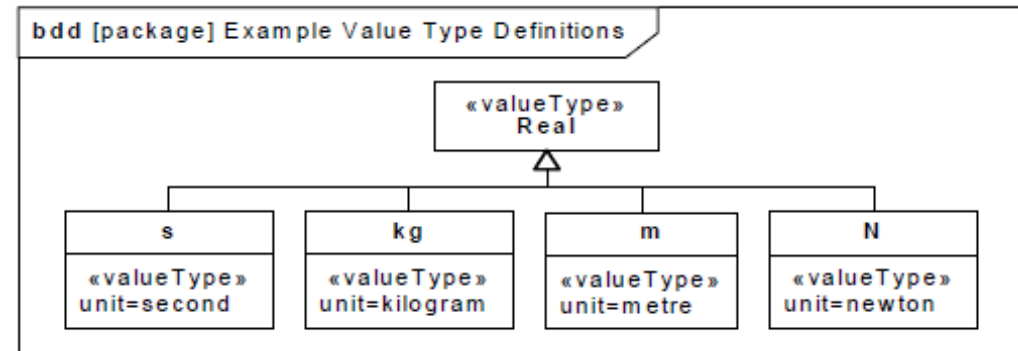 bdd [package] Example Value Type Definitions
«valueType»
Real
s
«valueType»
unit=second
kg
«valueType»
unit=kilogram
m
«valueType»
unit=metre
N
«valueType»
unit=newton